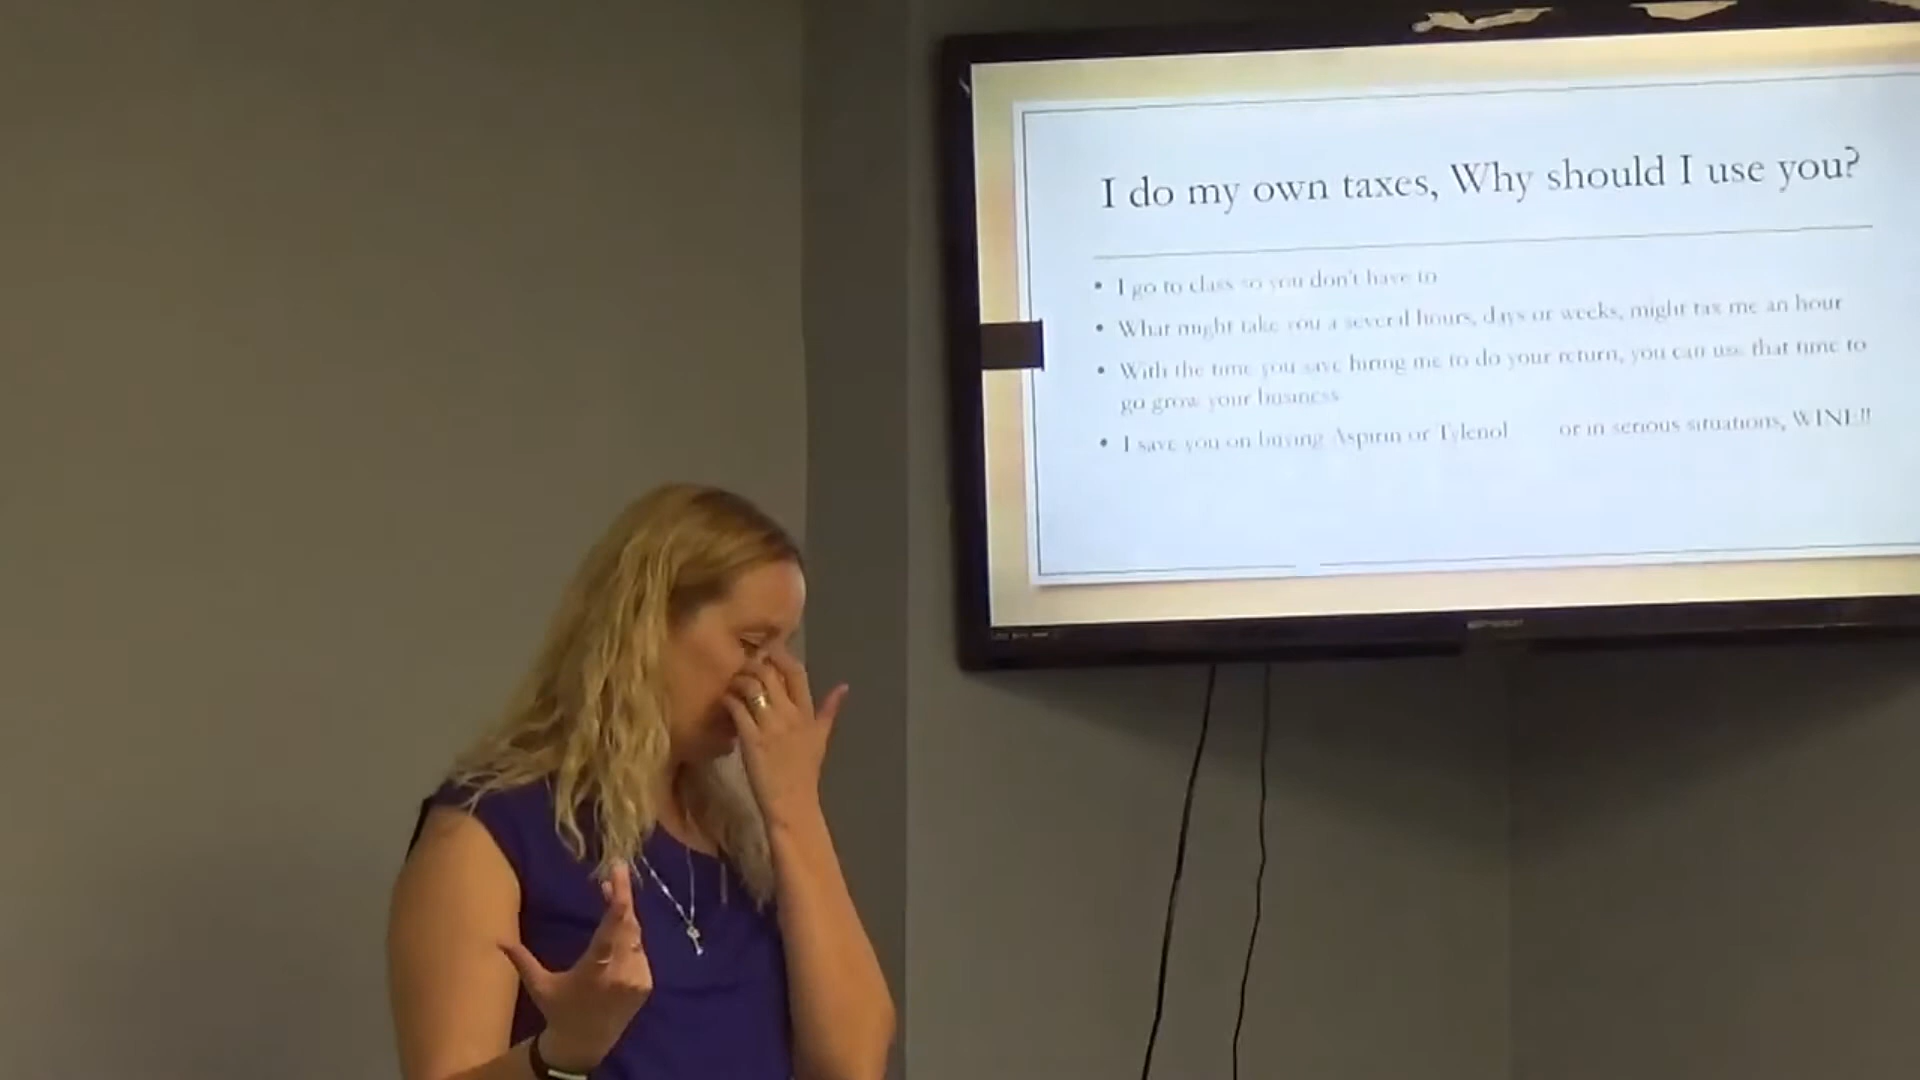 I do my own taxes, Why should I use you?
• I go to class so you don't have to
• What might take you a several hours, days or weeks, might tax me an hour
• With the time you save hiring me to do your return, you can use that time to
go grow your business
• I save you on buying Aspirin or Tylenol or in serious situations, WINE!!